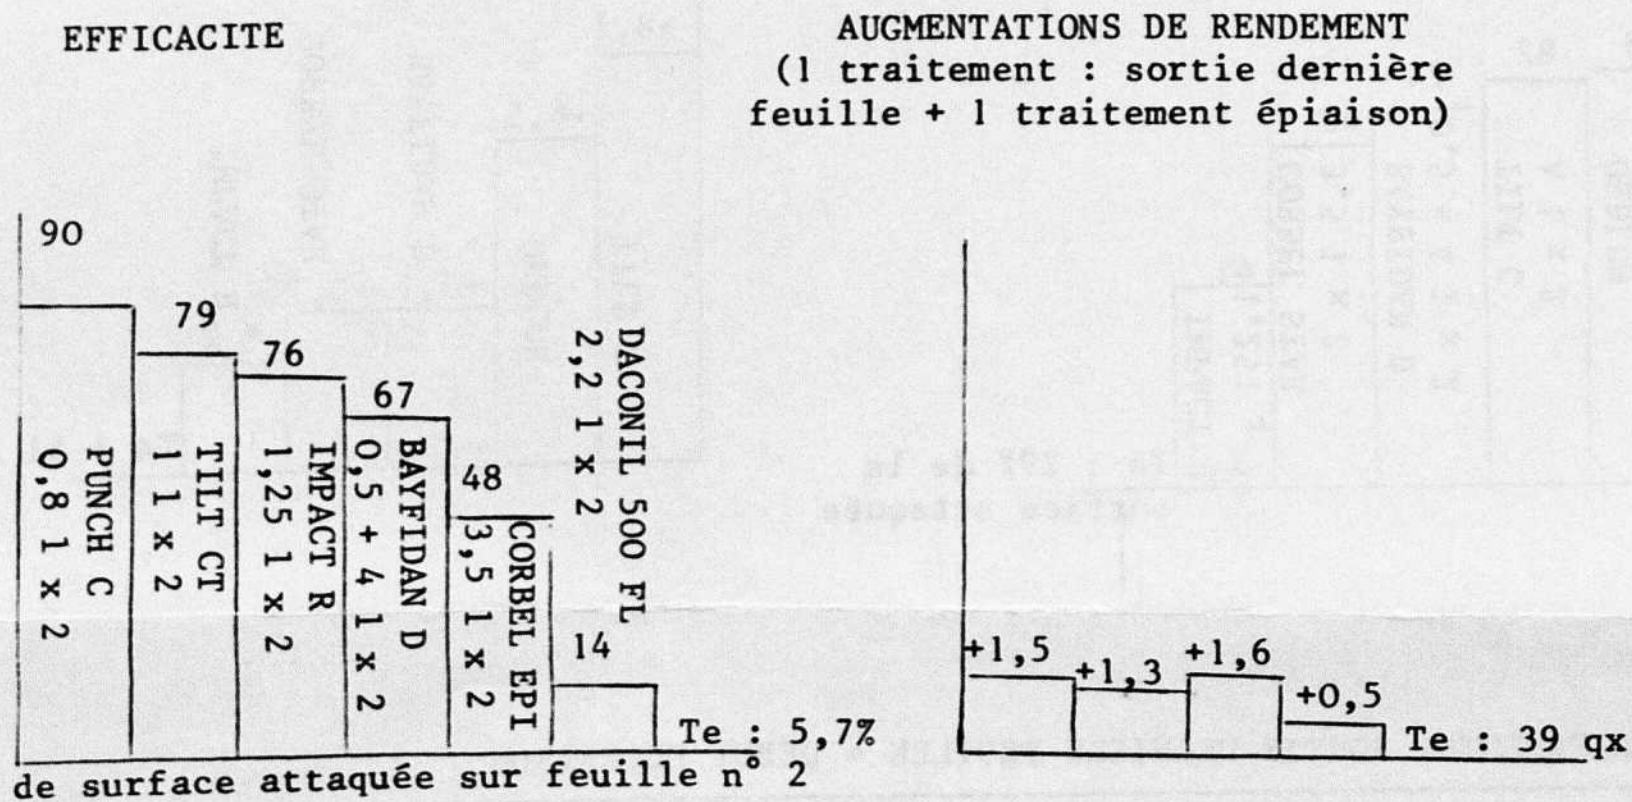 EFFICACITE
90
79
76
67
48
14
PUNCH C
0,8 l x 2
TILT CT
1 l x 2
IMPACT R
1,25 l x 2
BAYFIDAN D
0,5 + 4 l x 2
CORBEL EPI
3,5 l x 2
DACONIL 500 FL
2,2 l x 2
Te : 5,7%
de surface attaquée sur feuille n° 2
AUGMENTATIONS DE RENDEMENT
(1 traitement : sortie dernière
feuille + 1 traitement épiaison)
+1,5
+1,3
+1,6
+0,5
Te : 39 qx